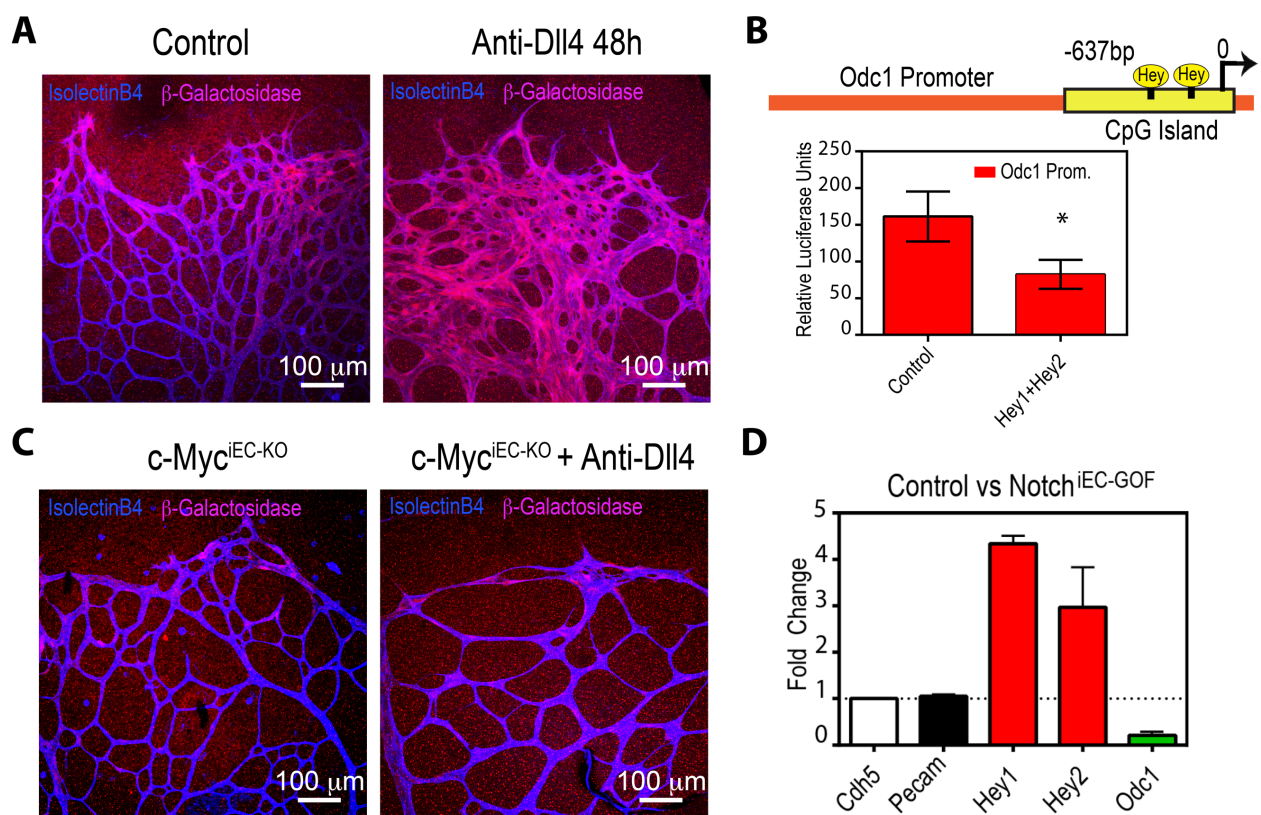 A
Control
Anti-Dll4 48h
IsolectinB4 β-Galactosidase
100 μm
IsolectinB4 β-Galactosidase
100 μm
B
-637bp
0
Odc1 Promoter
Hey
Hey
CpG Island
Relative Luciferase Units
250
200
150
100
50
0
Odc1 Prom.
*
Control
Hey1+Hey2
C
c-Myc^iEC-KO
c-Myc^iEC-KO + Anti-Dll4
IsolectinB4 β-Galactosidase
100 μm
IsolectinB4 β-Galactosidase
100 μm
D
Control vs Notch^iEC-GOF
Fold Change
5
4
3
2
1
0
Cdh5
Pecam
Hey1
Hey2
Odc1